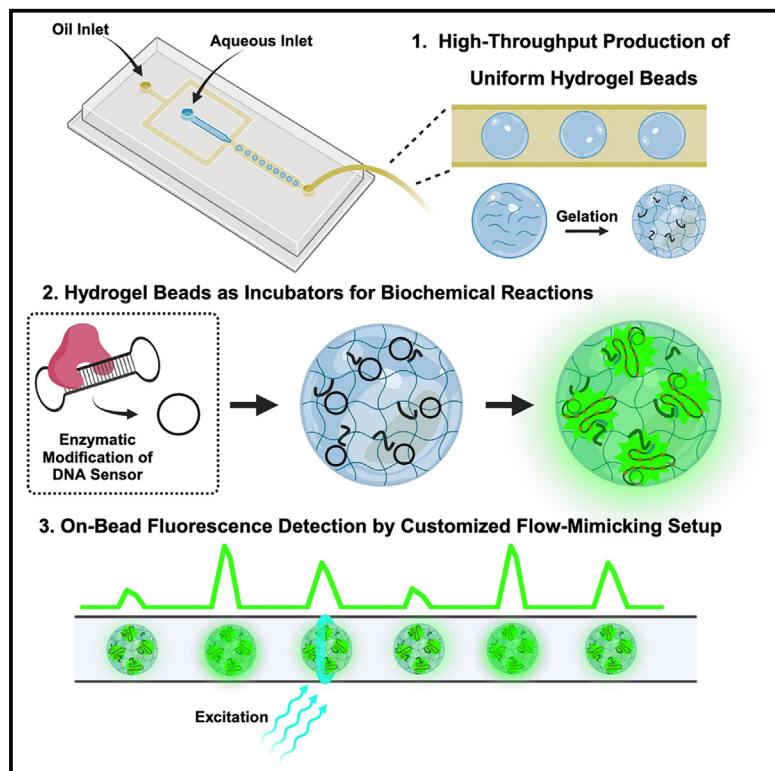 Oil Inlet
Aqueous Inlet
1. High-Throughput Production of
Uniform Hydrogel Beads
Gelation
2. Hydrogel Beads as Incubators for Biochemical Reactions
Enzymatic
Modification of
DNA Sensor
3. On-Bead Fluorescence Detection by Customized Flow-Mimicking Setup
Excitation